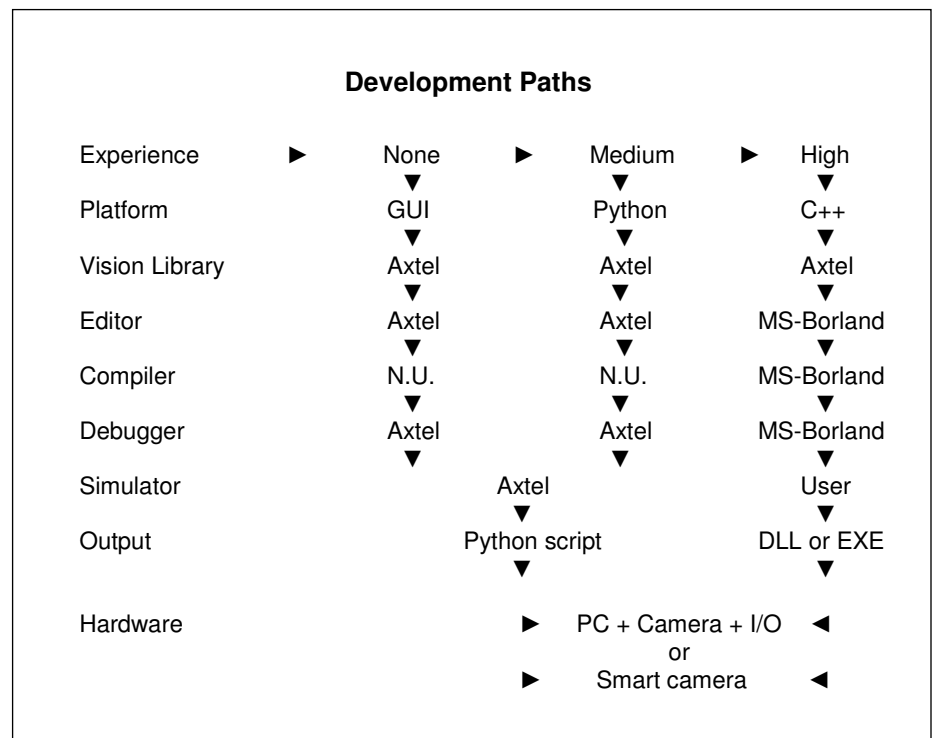 Development Paths
Experience ► None ► Medium ► High
▼ ▼ ▼
Platform GUI Python C++
▼ ▼ ▼
Vision Library Axtel Axtel Axtel
▼ ▼ ▼
Editor Axtel Axtel MS-Borland
▼ ▼ ▼
Compiler N.U. N.U. MS-Borland
▼ ▼ ▼
Debugger Axtel Axtel MS-Borland
▼ ▼ ▼
Simulator Axtel User
▼ ▼
Output Python script DLL or EXE
▼ ▼
Hardware ► PC + Camera + I/O ◄
or
► Smart camera ◄